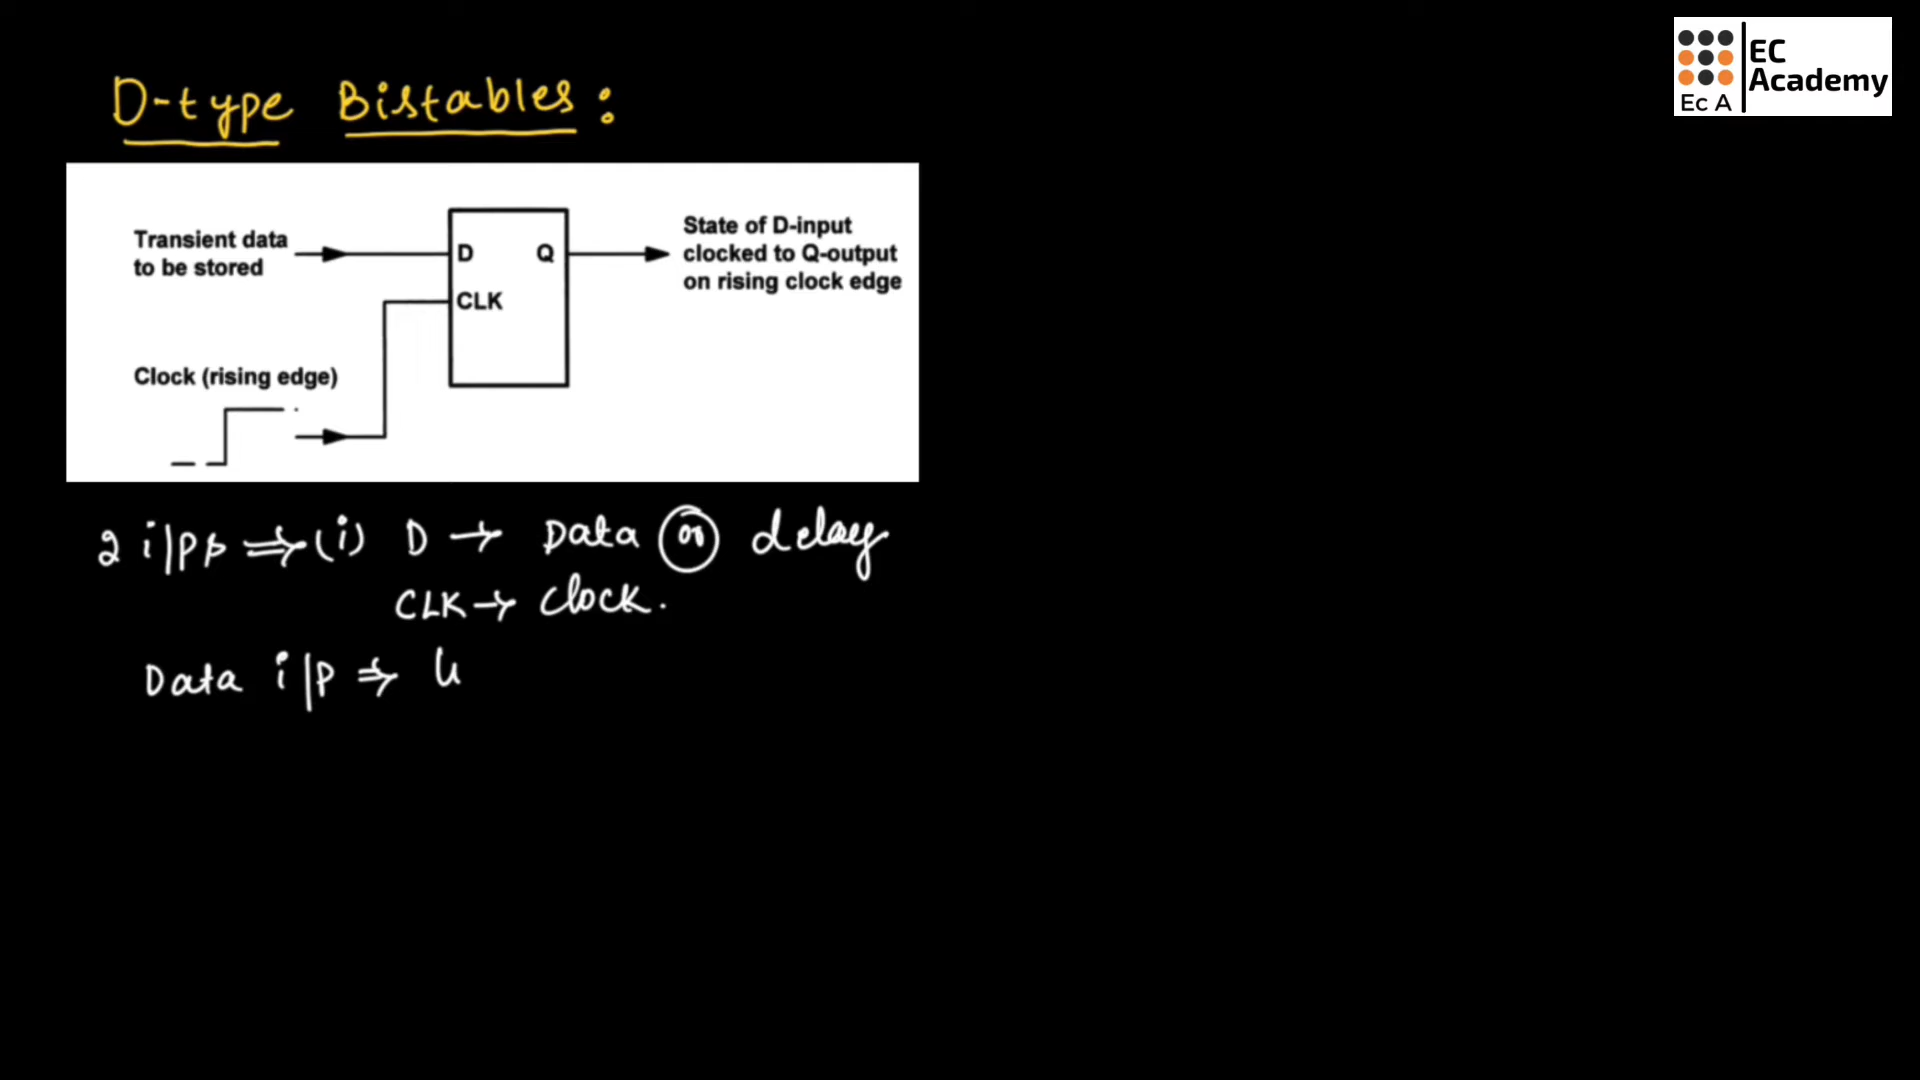 EC
Academy
Ec A
D-type Bistables:
Transient data
to be stored
D
Q
CLK
State of D-input
clocked to Q-output
on rising clock edge
Clock (rising edge)
2 i/pp ⇒ (i) D → Data or delay
CLK → clock.
Data i/p ⇒